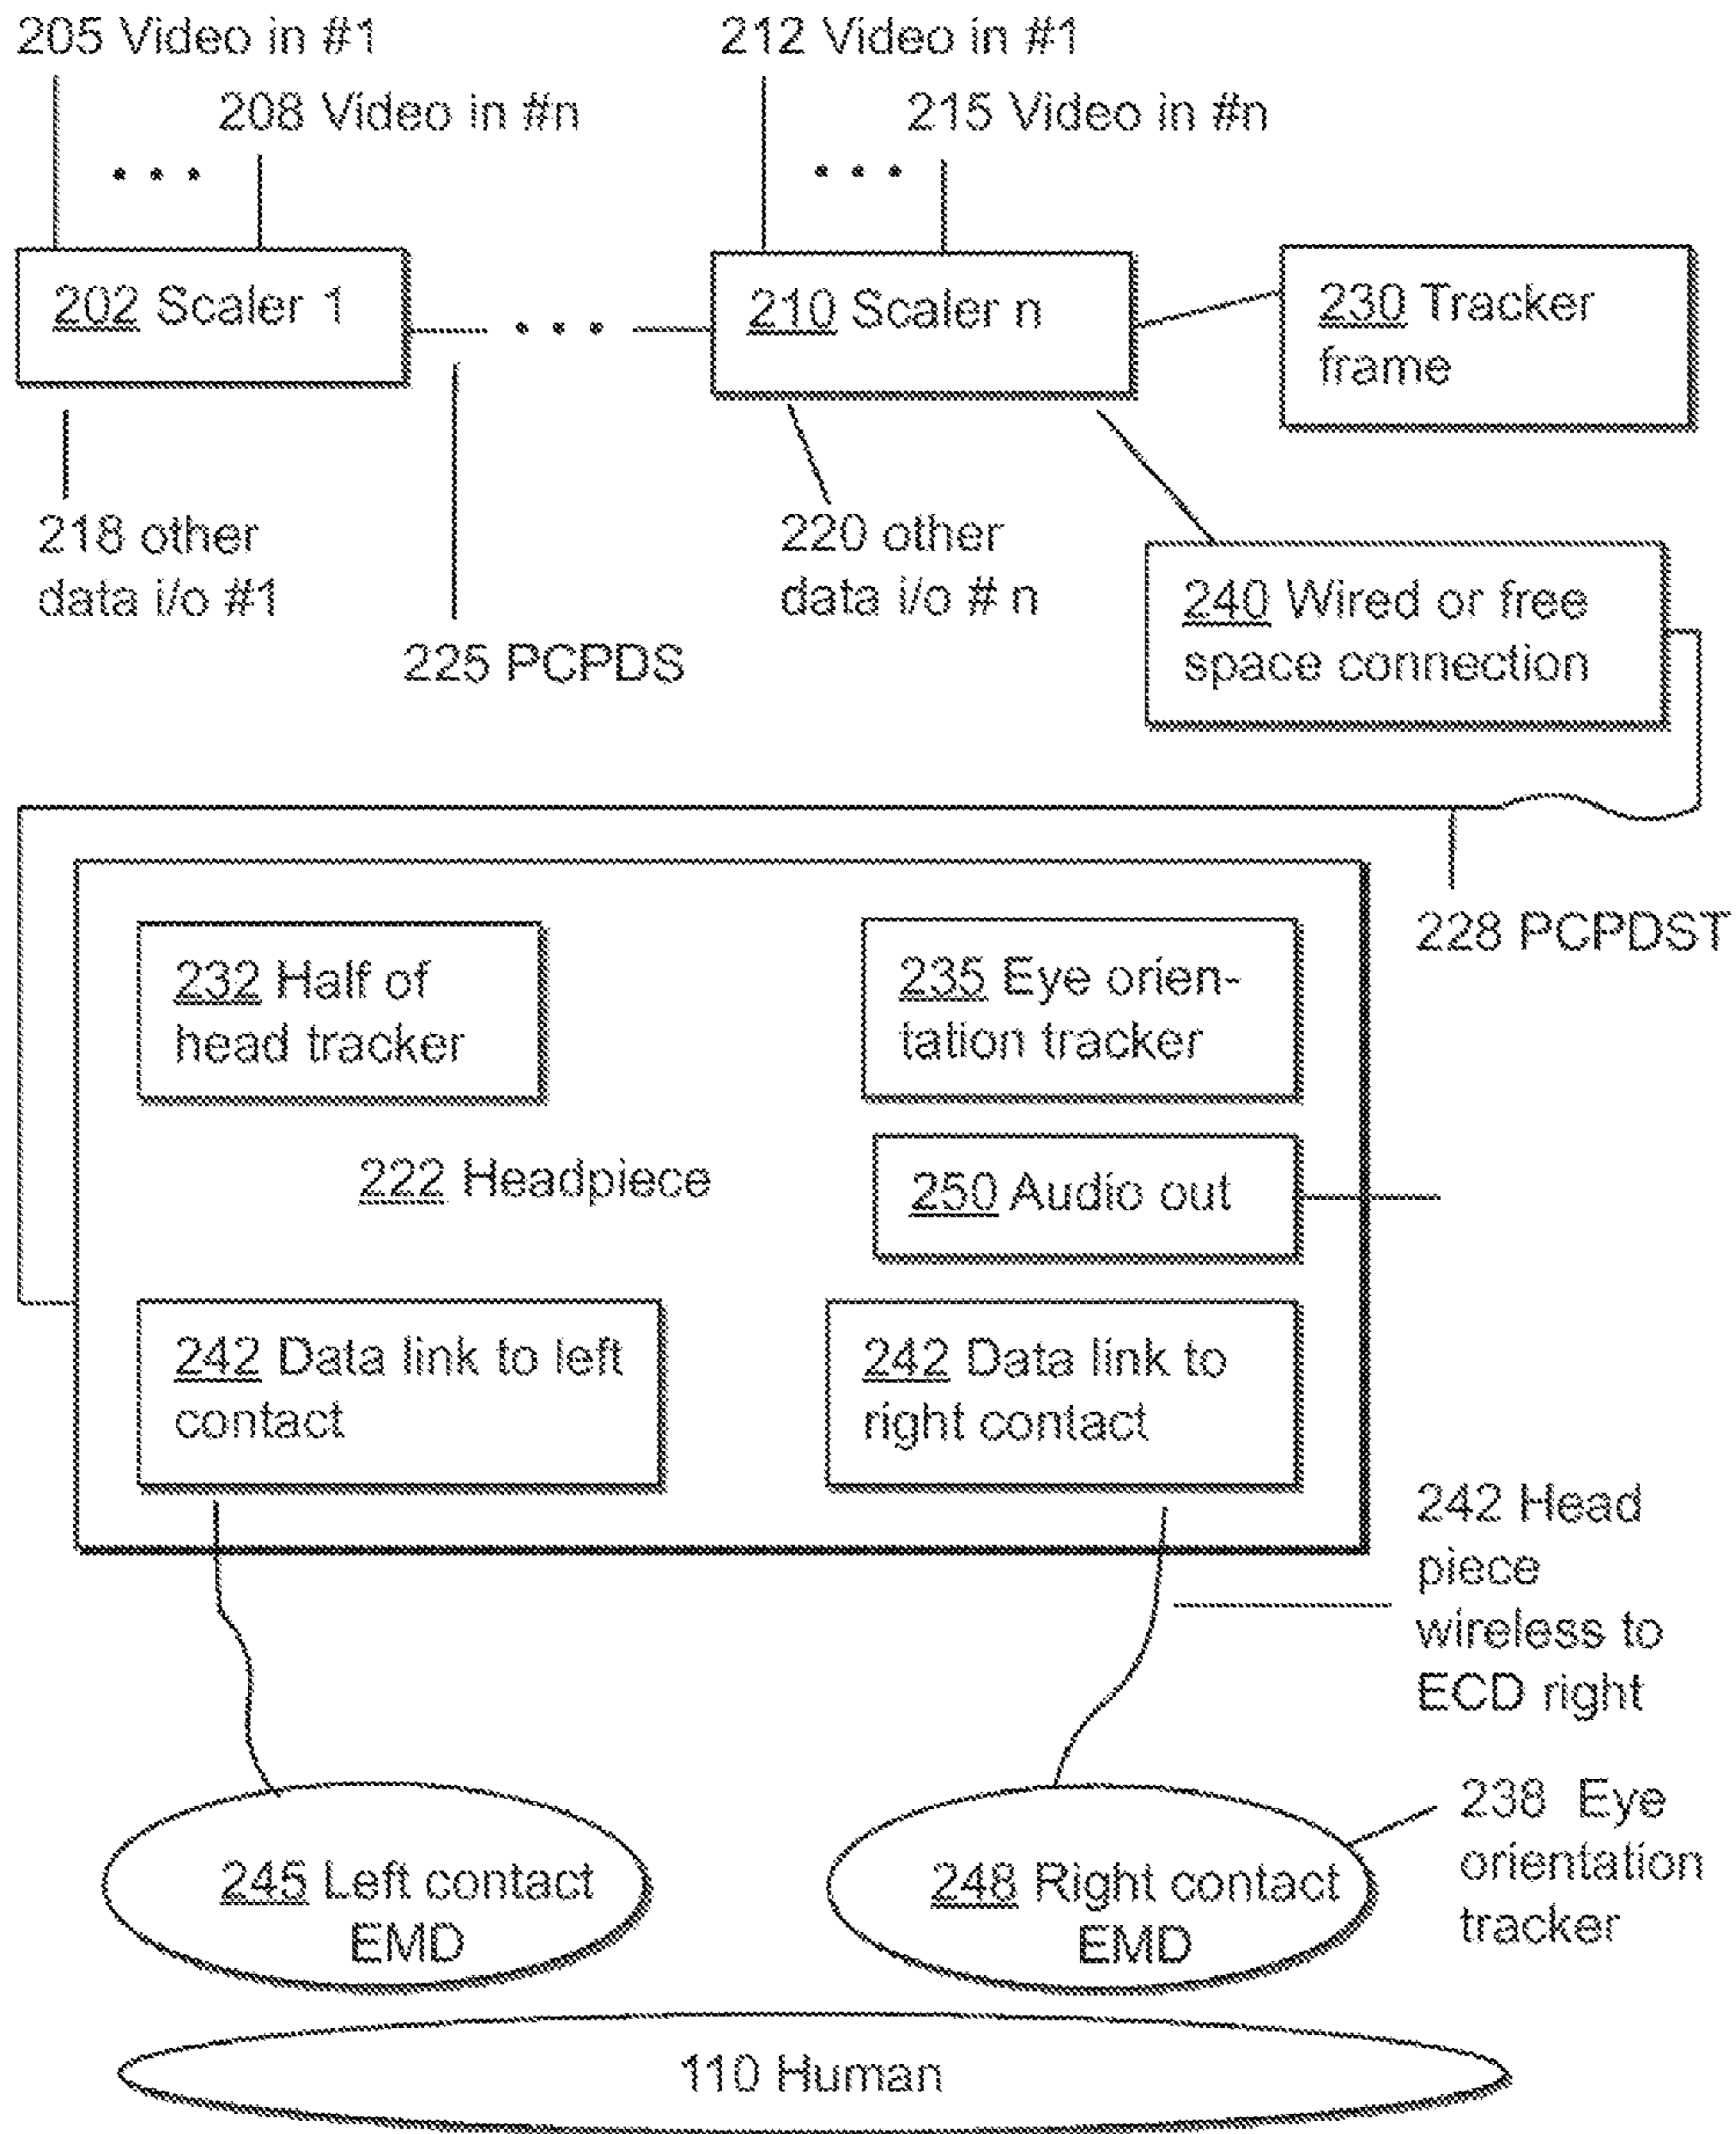 205 Video in #1
212 Video in #1
208 Video in #n
215 Video in #n
202 Scaler 1
210 Scaler n
230 Tracker
frame
218 other
data i/o #1
220 other
data i/o # n
225 PCPDS
240 Wired or free
space connection
228 PCPDST
232 Half of
head tracker
235 Eye orien-
tation tracker
222 Headpiece
250 Audio out
242 Data link to left
contact
242 Data link to
right contact
242 Head
piece
wireless to
ECD right
245 Left contact
EMD
248 Right contact
EMD
238 Eye
orientation
tracker
110 Human